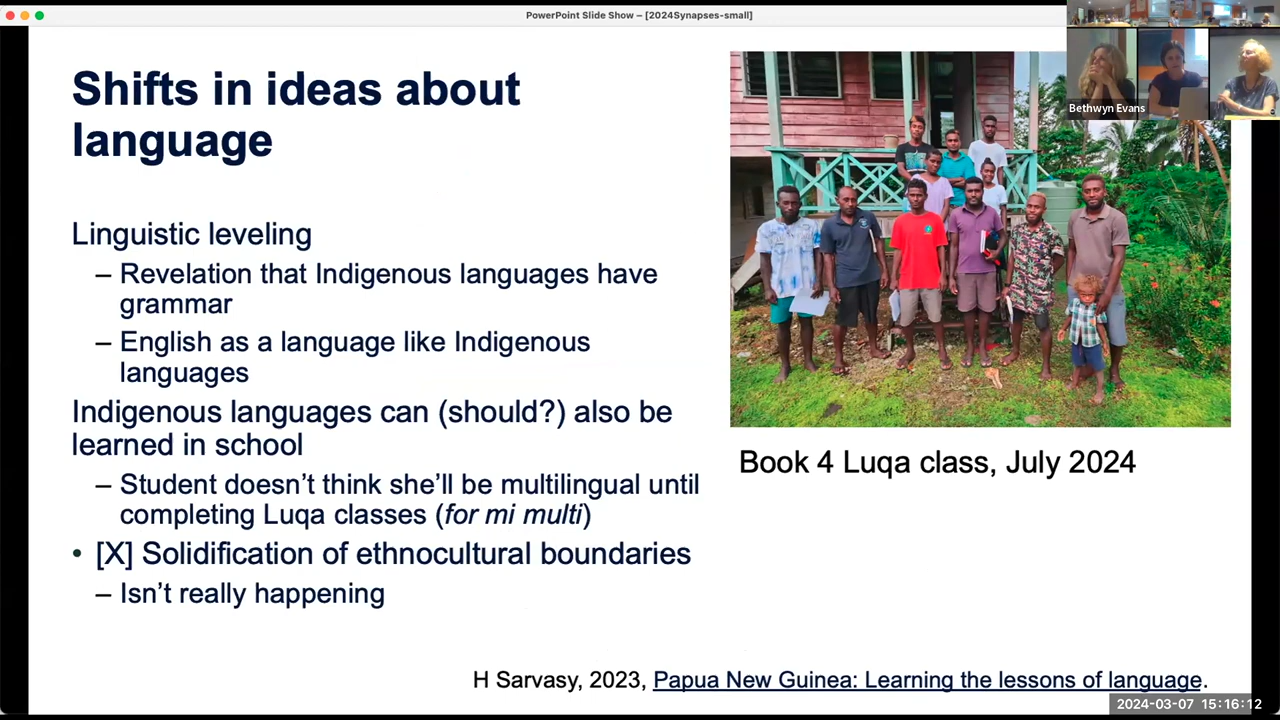 PowerPoint Slide Show – [2024Synapses-small]
Bethwyn Evans
Shifts in ideas about
language
Linguistic leveling
– Revelation that Indigenous languages have
grammar
– English as a language like Indigenous
languages
Indigenous languages can (should?) also be
learned in school
– Student doesn’t think she’ll be multilingual until
completing Luqa classes (for mi multi)
• [X] Solidification of ethnocultural boundaries
– Isn’t really happening
Book 4 Luqa class, July 2024
H Sarvasy, 2023, Papua New Guinea: Learning the lessons of language.
2024-03-07 15:16:12